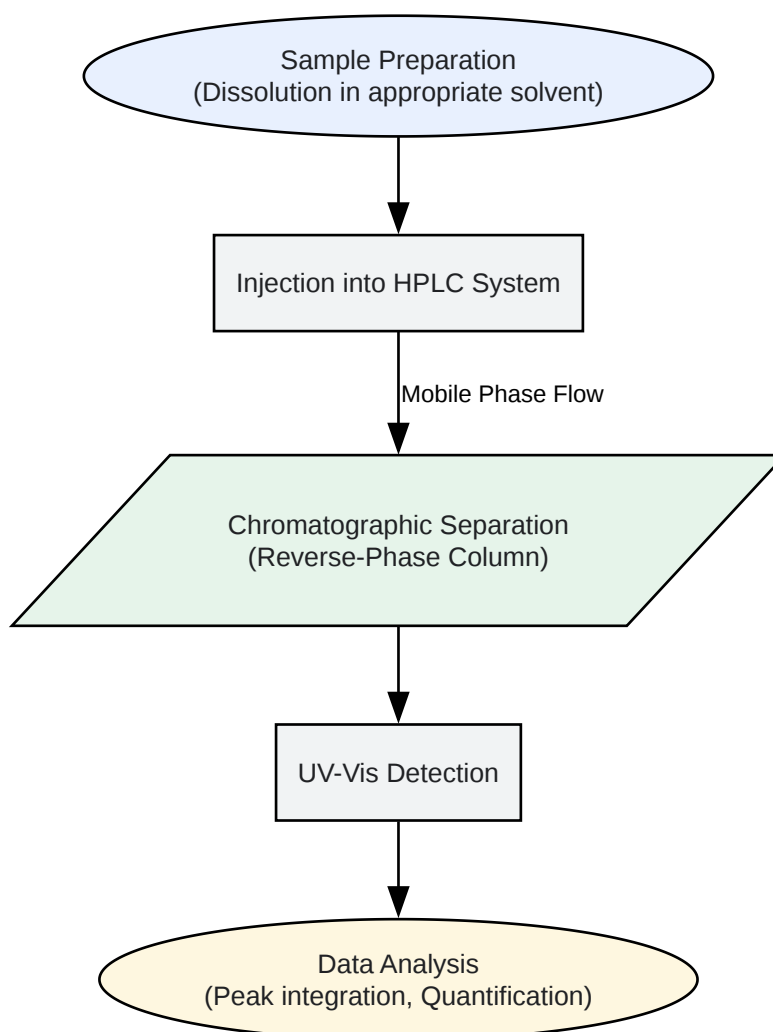 Sample Preparation
(Dissolution in appropriate solvent)
Injection into HPLC System
Mobile Phase Flow
Chromatographic Separation
(Reverse-Phase Column)
UV-Vis Detection
Data Analysis
(Peak integration, Quantification)